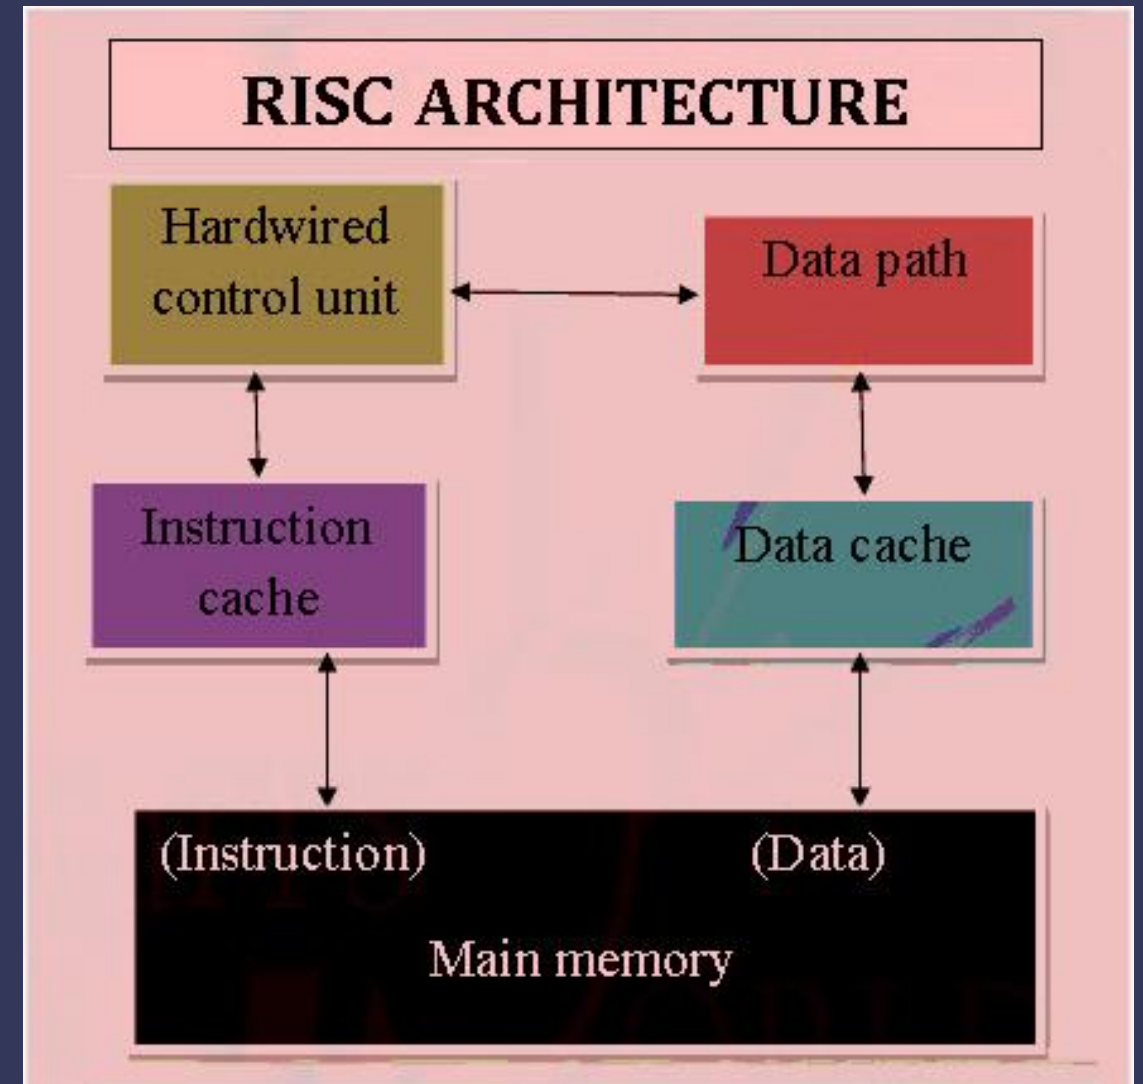 RISC ARCHITECTURE
Hardwired
control unit
Data path
Instruction
cache
Data cache
(Instruction) (Data)
Main memory